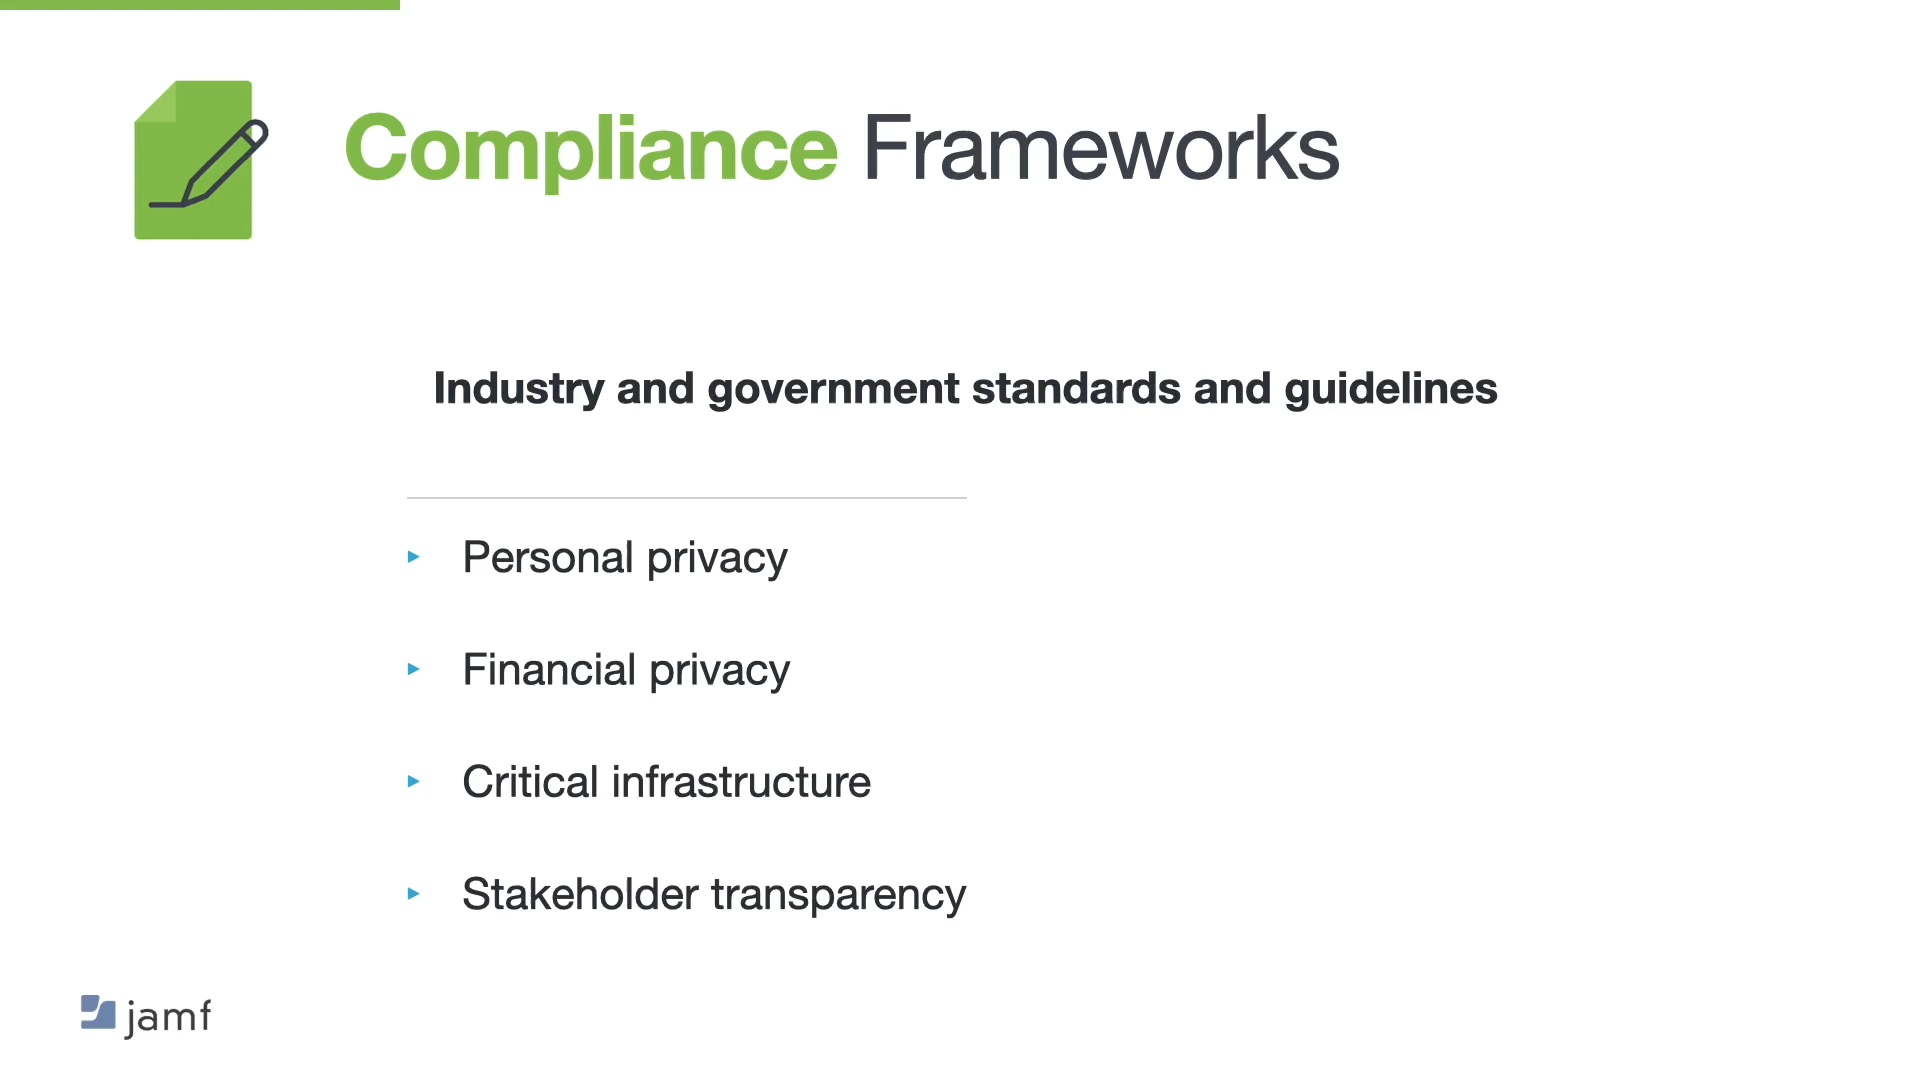 Compliance Frameworks
Industry and government standards and guidelines
Personal privacy
Financial privacy
Critical infrastructure
Stakeholder transparency
jamf